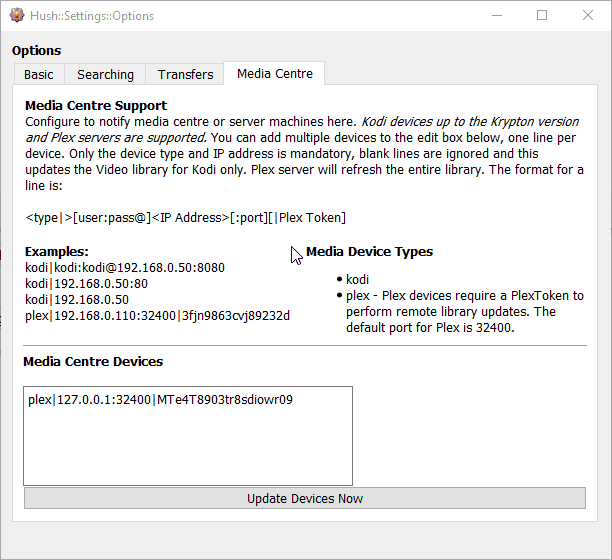 Hush::Settings::Options
Options
Basic
Searching
Transfers
Media Centre
Media Centre Support
Configure to notify media centre or server machines here. Kodi devices up to the Krypton version
and Plex servers are supported. You can add multiple devices to the edit box below, one line per
device. Only the device type and IP address is mandatory, blank lines are ignored and this
updates the Video library for Kodi only. Plex server will refresh the entire library. The format for a
line is:
<type|>[user:pass@]<IP Address>[:port][|Plex Token]
Examples:
kodi|kodi:kodi@192.168.0.50:8080
kodi|192.168.0.50:80
kodi|192.168.0.50
plex|192.168.0.110:32400|3fjn9863cvj89232d
Media Device Types
• kodi
• plex - Plex devices require a PlexToken to
perform remote library updates. The
default port for Plex is 32400.
Media Centre Devices
plex|127.0.0.1:32400|MTe4T8903tr8sdiowr09
Update Devices Now